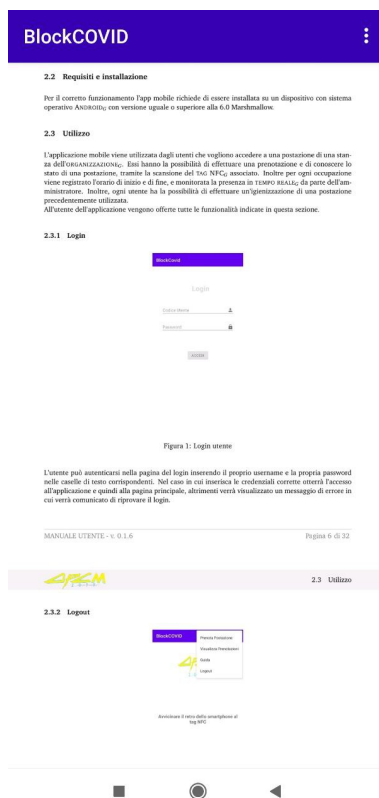 BlockCOVID
2.2 Requisiti e installazione
Per il corretto funzionamento l'app mobile richiede di essere installata su un dispositivo con sistema
operativo ANDROIDG con versione uguale o superiore alla 6.0 Marshmallow.
2.3 Utilizzo
L'applicazione mobile viene utilizzata dagli utenti che vogliono accedere a una postazione di una stan-
za dell'ORGANIZZAZIONEG. Essi hanno la possibilità di effettuare una prenotazione e di conoscere lo
stato di una postazione, tramite la scansione del TAG NFCG associato. Inoltre per ogni occupazione
viene registrato l'orario di inizio e di fine, e monitorata la presenza in TEMPO REALEG da parte dell'am-
ministratore. Inoltre, ogni utente ha la possibilità di effettuare un'igienizzazione di una postazione
precedentemente utilizzata.
All'utente dell'applicazione vengono offerte tutte le funzionalità indicate in questa sezione.
2.3.1 Login
BlockCovid
Login
Codice Utente
Password
ACCEDI
Figura 1: Login utente
L'utente può autenticarsi nella pagina del login inserendo il proprio username e la propria password
nelle caselle di testo corrispondenti. Nel caso in cui inserisca le credenziali corrette otterrà l'accesso
all'applicazione e quindi alla pagina principale, altrimenti verrà visualizzato un messaggio di errore in
cui verrà comunicato di riprovare il login.
MANUALE UTENTE - v. 0.1.6
Pagina 6 di 32
2.3 Utilizzo
2.3.2 Logout
BlockCOVID
Prenota Postazione
Visualizza Prenotazioni
Guida
Logout
Avvicinare il retro dello smartphone al
tag NFC